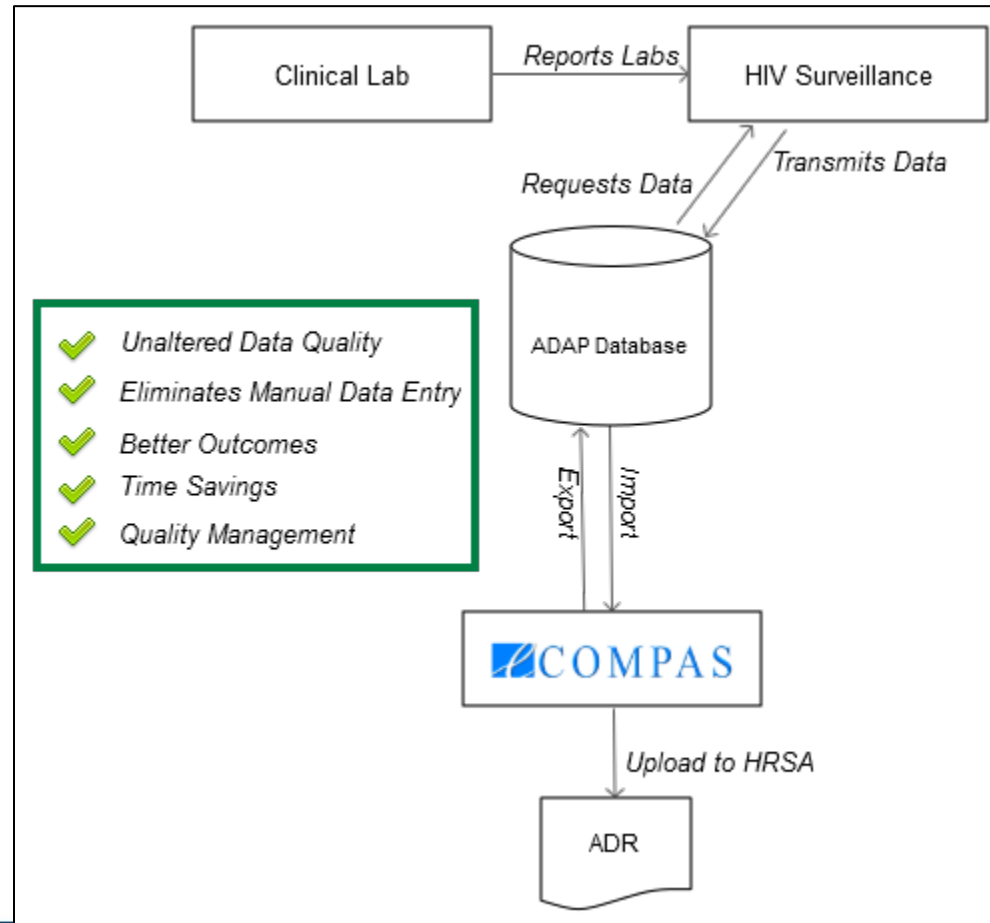 Clinical Lab
Reports Labs
HIV Surveillance
Requests Data
Transmits Data
ADAP Database
Unaltered Data Quality
Eliminates Manual Data Entry
Better Outcomes
Time Savings
Quality Management
Export
Import
e COMPAS
Upload to HRSA
ADR